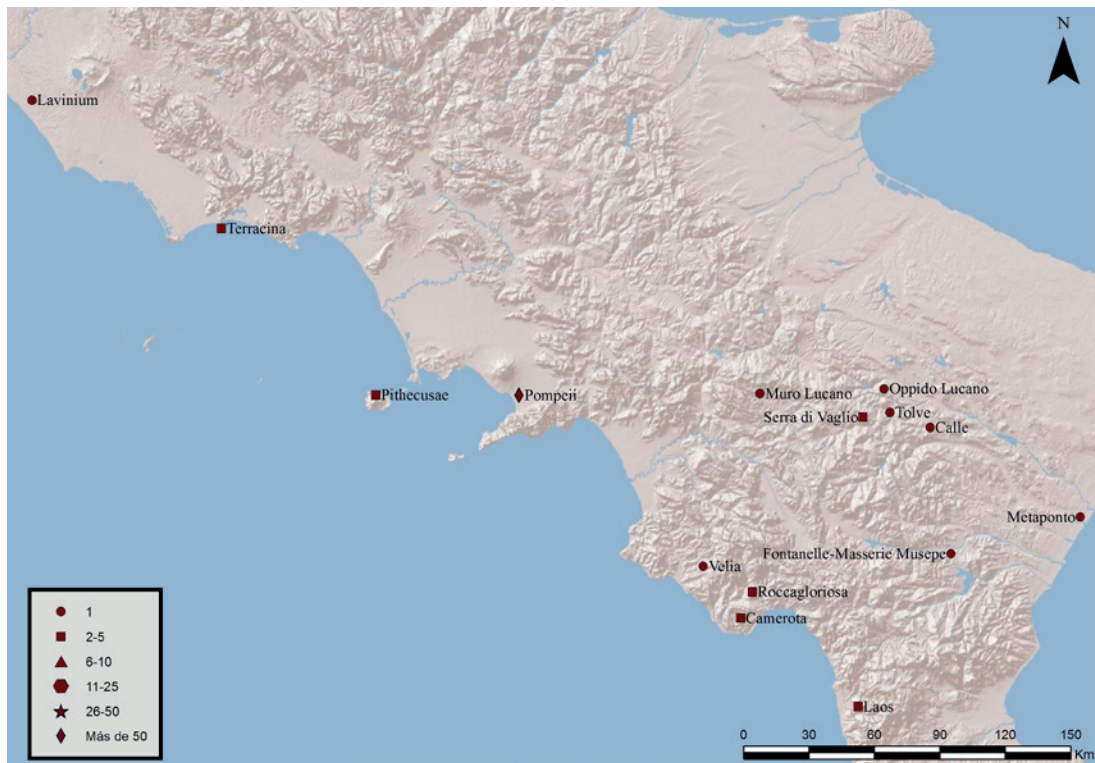 N
Lavinium
Terracina
Pithecusae
Pompeii
Muro Lucano
Oppido Lucano
Serra di Vaglio
Tolve
Calle
Metaponto
Fontanelle-Masserie Musepe
Velia
Roccagloriosa
Camerota
Laos
1
2-5
6-10
11-25
26-50
Más de 50
0 30 60 90 120 150
Km